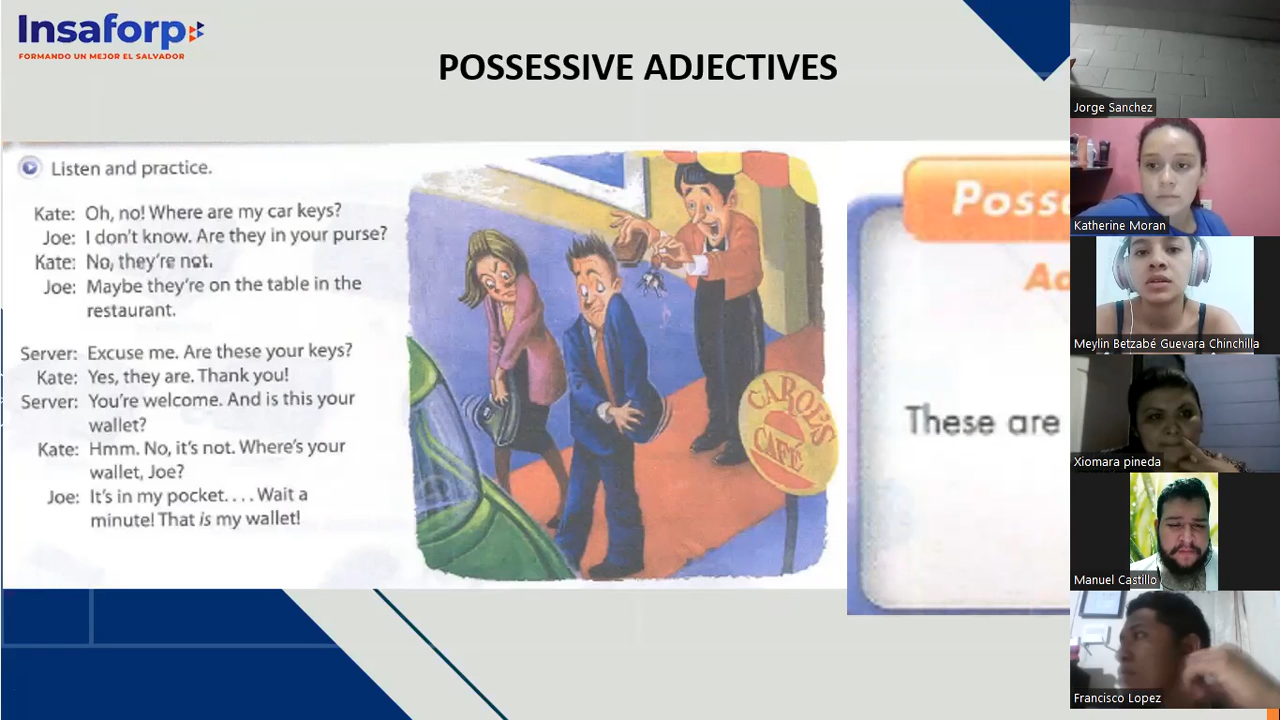 Insaforp
FORMANDO UN MEJOR EL SALVADOR
POSSESSIVE ADJECTIVES
Listen and practice.
Kate: Oh, no! Where are my car keys?
Joe: I don't know. Are they in your purse?
Kate: No, they're not.
Joe: Maybe they're on the table in the
restaurant.
Server: Excuse me. Are these your keys?
Kate: Yes, they are. Thank you!
Server: You're welcome. And is this your
wallet?
Kate: Hmm. No, it's not. Where's your
wallet, Joe?
Joe: It's in my pocket. . . . Wait a
minute! That is my wallet!
CAROL'S
CAFÉ
These are
Jorge Sanchez
Katherine Moran
Meylin Betzabé Guevara Chinchilla
Xiomara pineda
Manuel Castillo
Francisco Lopez